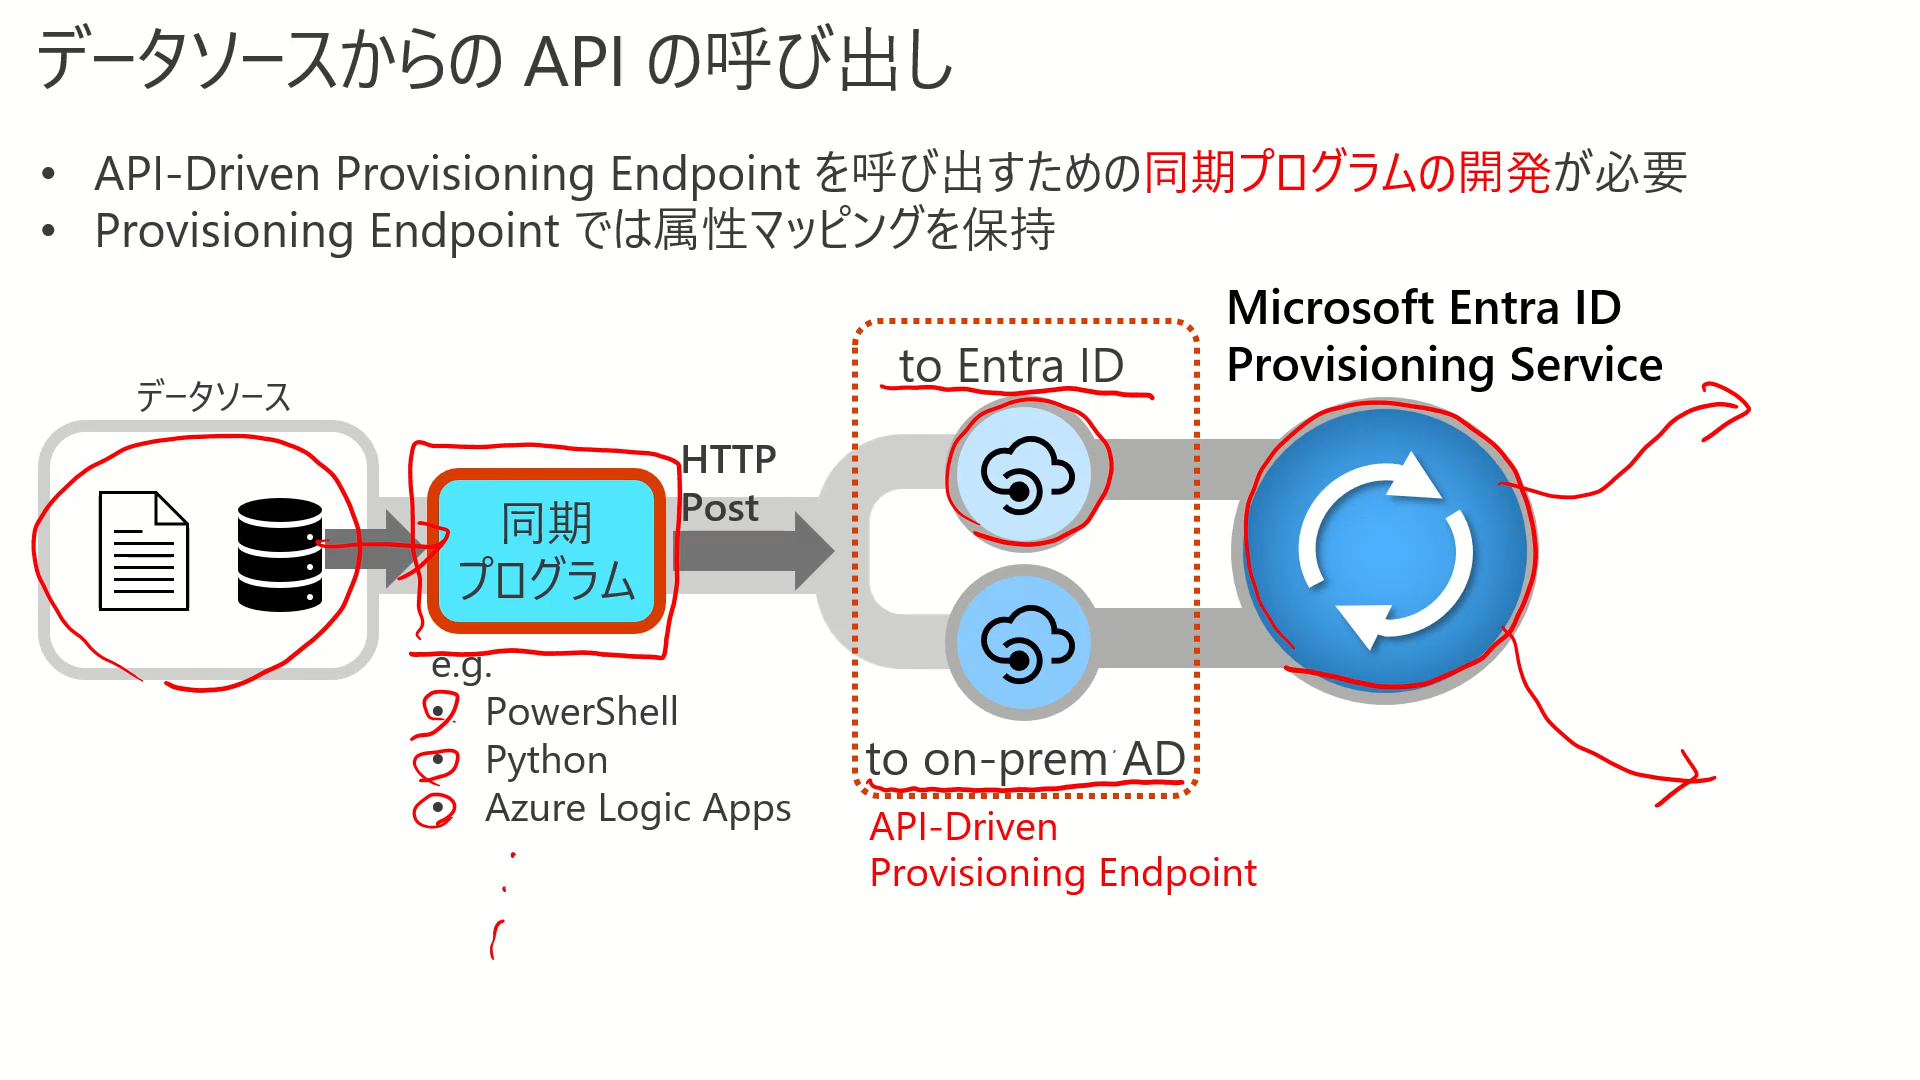 データソースからの API の呼び出し
• API-Driven Provisioning Endpoint を呼び出すための同期プログラムの開発が必要
• Provisioning Endpoint では属性マッピングを保持
Microsoft Entra ID
Provisioning Service
to Entra ID
データソース
HTTP
Post
同期
プログラム
e.g.
• PowerShell
• Python
• Azure Logic Apps
to on-prem AD
API-Driven
Provisioning Endpoint